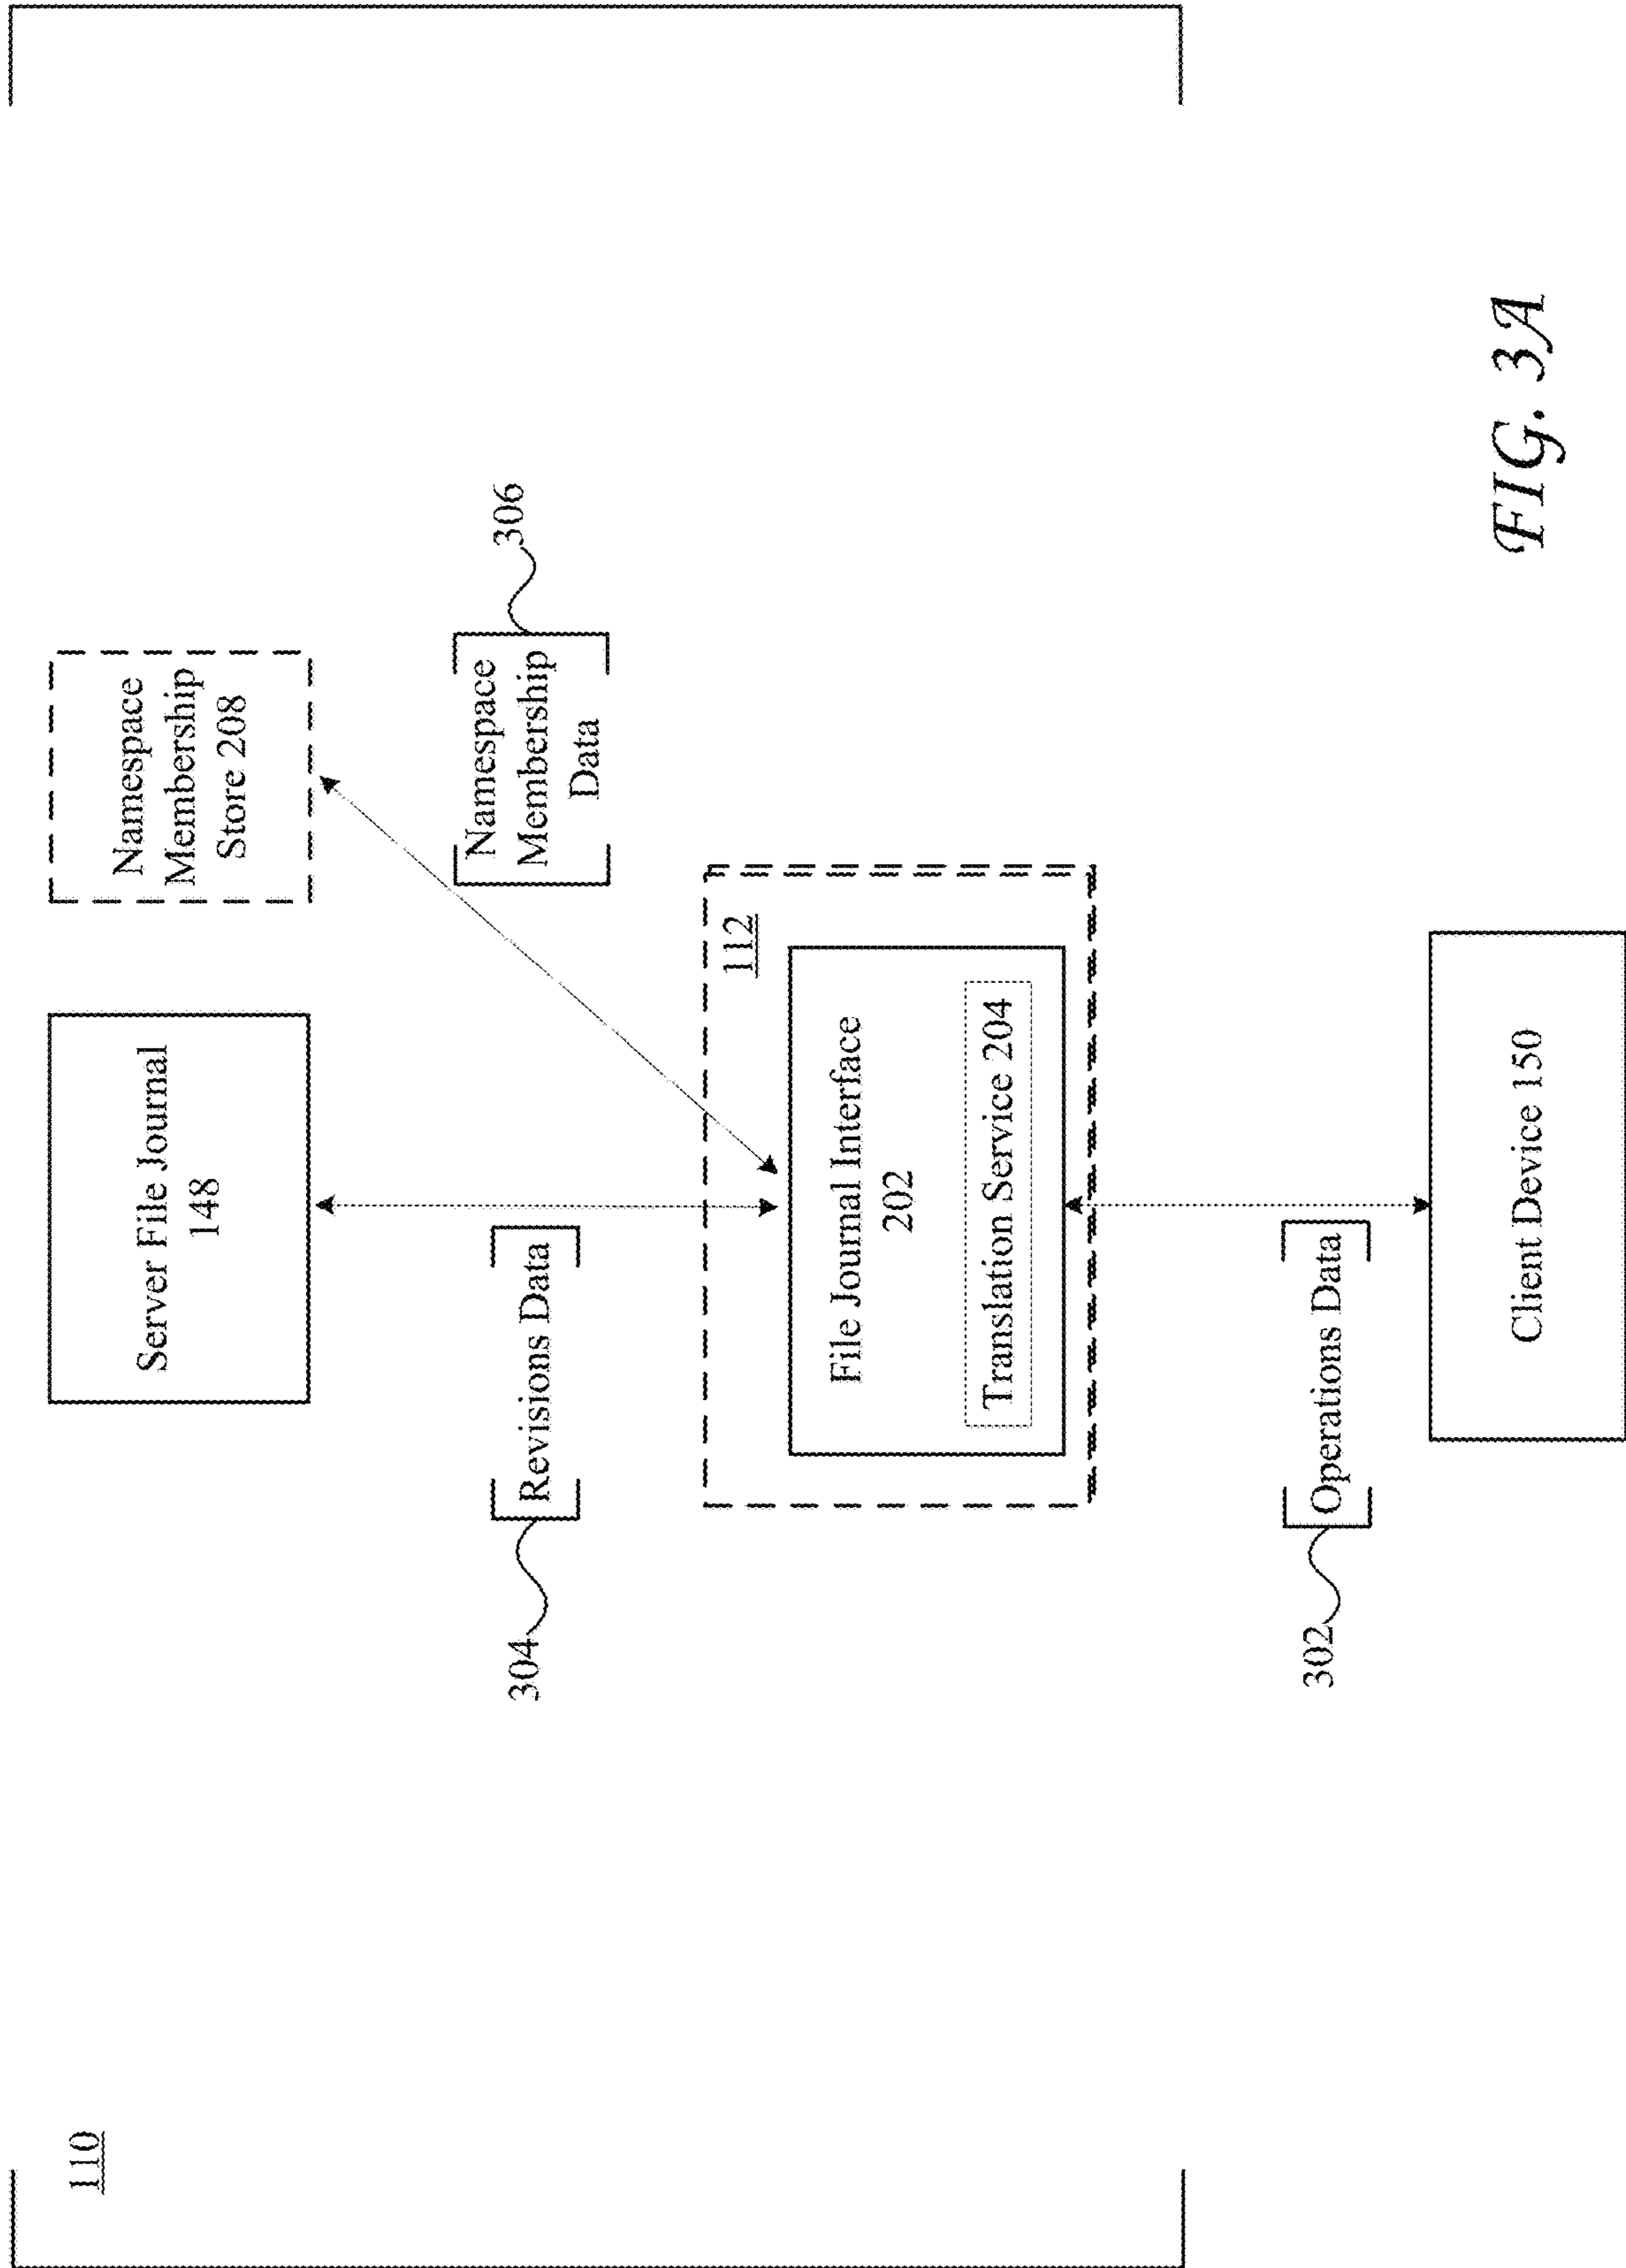 110
Server File Journal
148
Namespace
Membership
Store 208
304
Revisions Data
Namespace
Membership
Data
306
112
File Journal Interface
202
Translation Service 204
302
Operations Data
Client Device 150
FIG. 3A